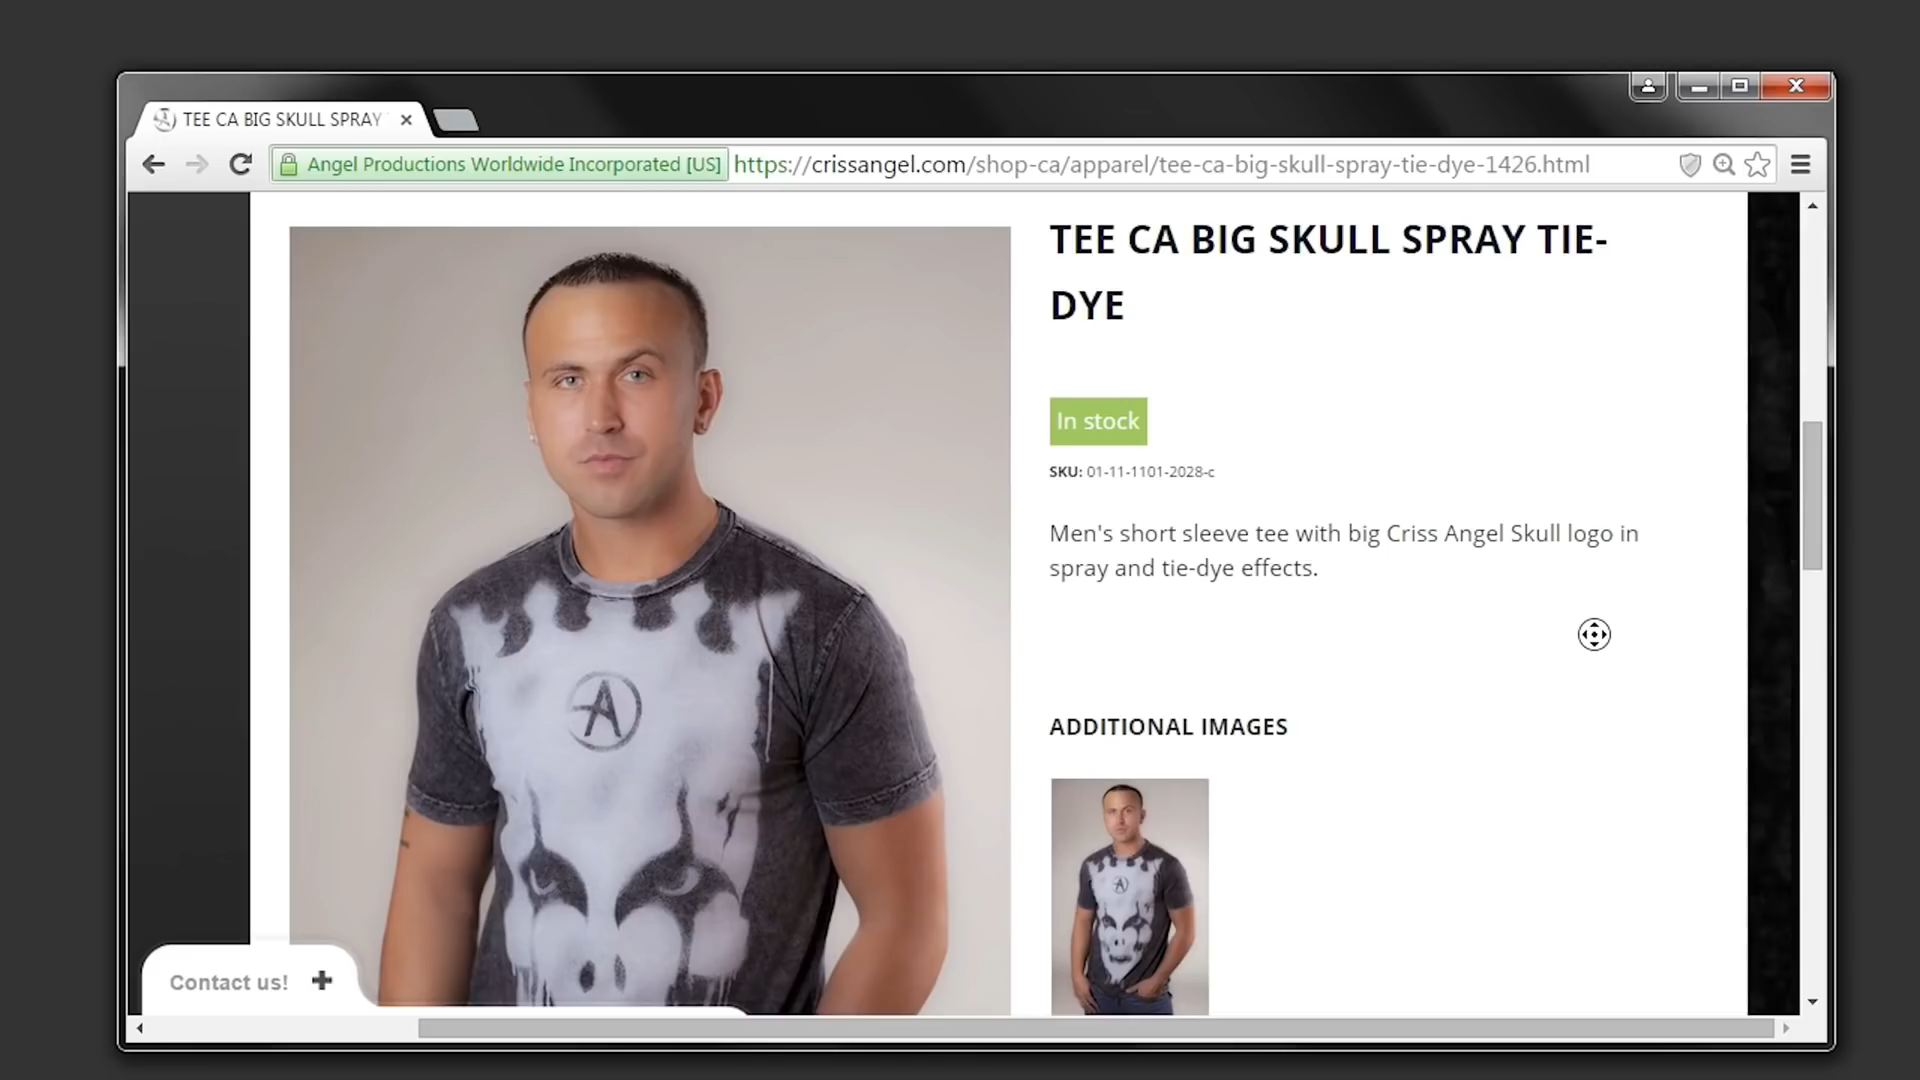 TEE CA BIG SKULL SPRAY
Angel Productions Worldwide Incorporated [US] https://crissangel.com/shop-ca/apparel/tee-ca-big-skull-spray-tie-dye-1426.html
TEE CA BIG SKULL SPRAY TIE-
DYE
In stock
SKU: 01-11-1101-2028-c
Men's short sleeve tee with big Criss Angel Skull logo in
spray and tie-dye effects.
ADDITIONAL IMAGES
Contact us!